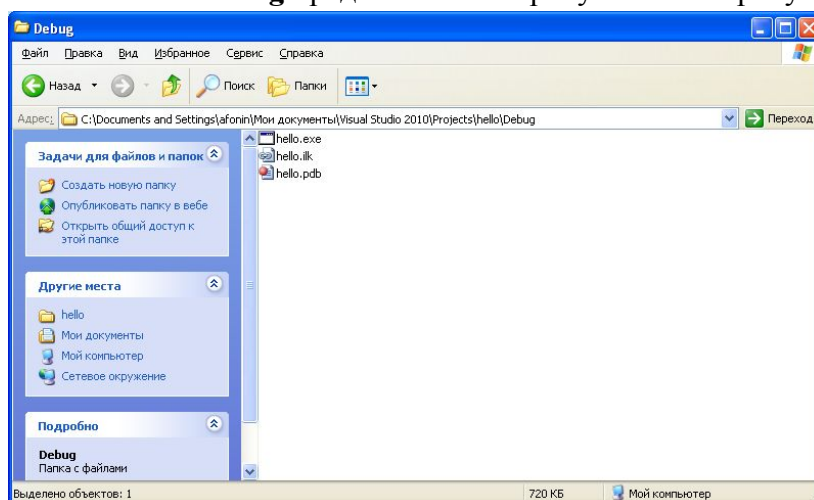 Debug
Файл Правка Вид Избранное Сервис Справка
Назад Поиск Папки
Адрес: C:\Documents and Settings\afonin\Мои документы\Visual Studio 2010\Projects\hello\Debug Переход
Задачи для файлов и папок
Создать новую папку
Опубликовать папку в вебе
Открыть общий доступ к
этой папке
Другие места
hello
Мои документы
Мой компьютер
Сетевое окружение
Подробно
Debug
Папка с файлами
hello.exe
hello.ilk
hello.pdb
Выделено объектов: 1 720 КБ Мой компьютер